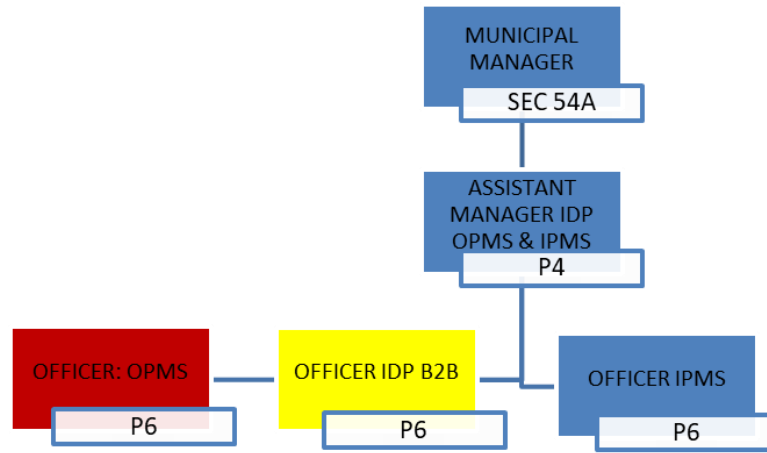 MUNICIPAL
MANAGER
SEC 54A
ASSISTANT
MANAGER IDP
OPMS & IPMS
P4
OFFICER: OPMS
P6
OFFICER IDP B2B
P6
OFFICER IPMS
P6